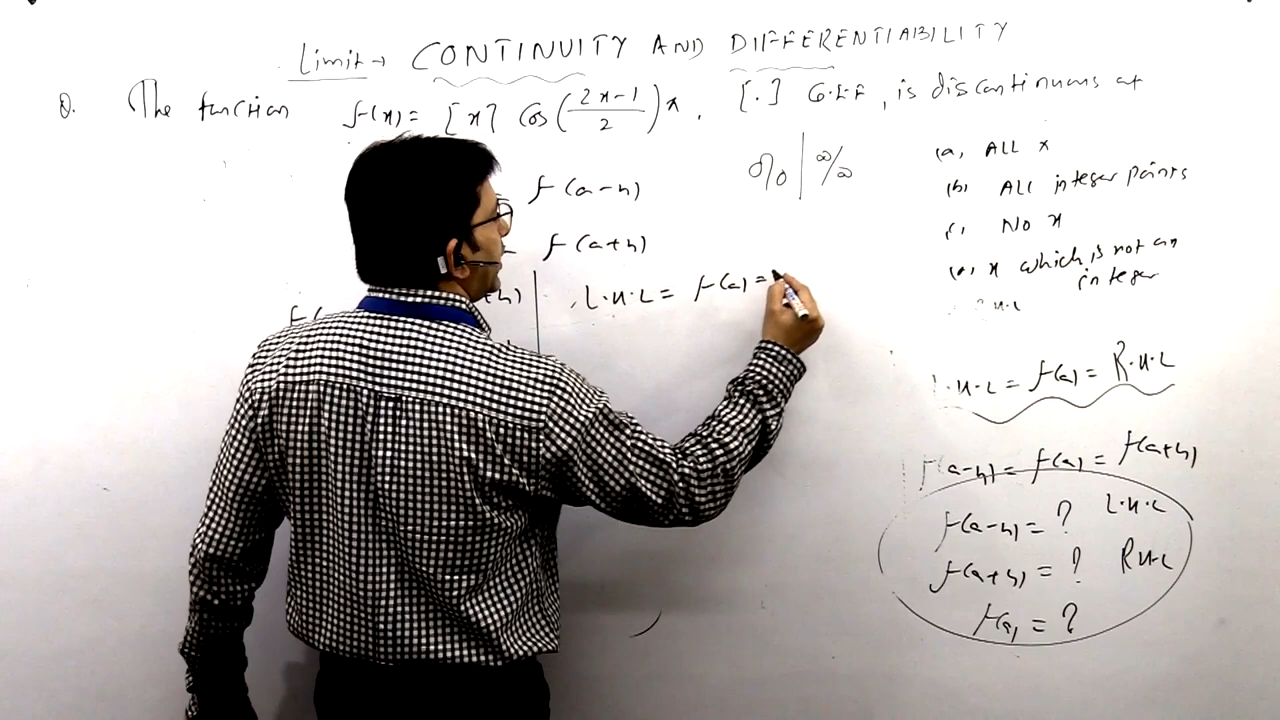 Limit→ CONTINUITY AND DIFFERENTIABILITY
Q. The function f(x) = [x] cos(2x-1/2)π, [.] G.I.F, is discontinuous at
0/0 | ∞/∞
(a) ALL x
(b) ALL integer points
(c) No x
(d) x which is not an integer
f(a-h)
f(a+h)
L.H.L = f(a) =
L.H.L = f(a) = R.H.L
f(a-h) = f(a) = f(a+h)
f(a-h) = ? L.H.L
f(a+h) = ? RHL
f(a) = ?